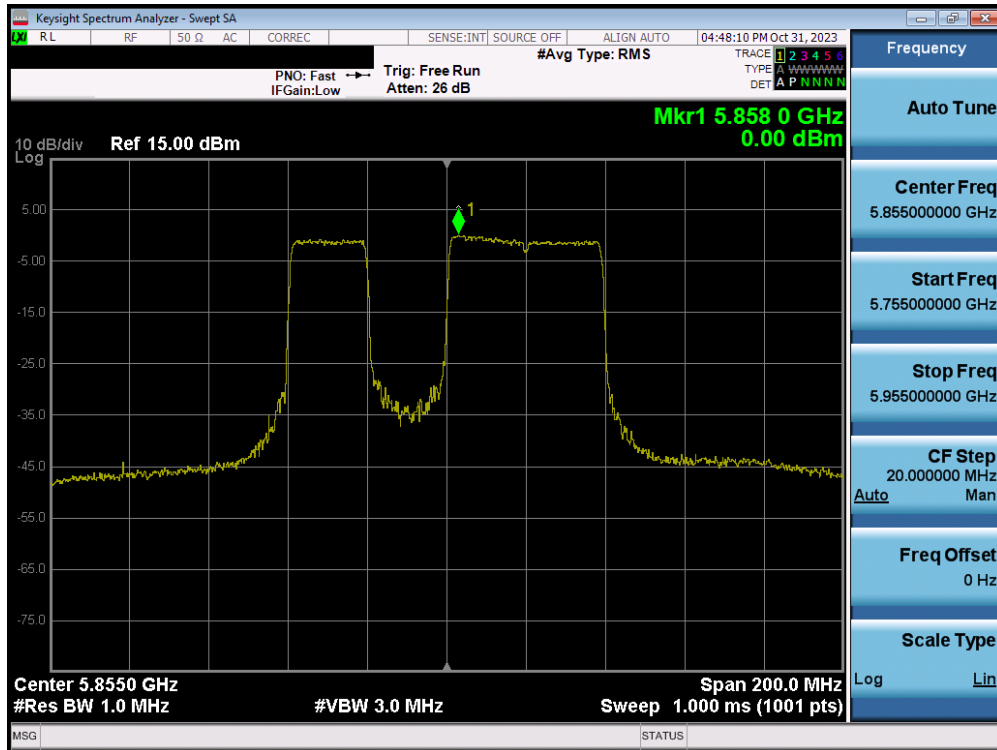 Keysight Spectrum Analyzer - Swept SA
LXI RL RF 50 Ω AC CORREC SENSE:INT SOURCE OFF ALIGN AUTO 04:48:10 PM Oct 31, 2023
#Avg Type: RMS
TRACE 1 2 3 4 5 6
PNO: Fast Trig: Free Run TYPE A WWWWW
IFGain:Low Atten: 26 dB DET A P N N N N
Mkr1 5.858 0 GHz
0.00 dBm
10 dB/div Ref 15.00 dBm
Log
1
5.00
-5.00
-15.0
-25.0
-35.0
-45.0
-55.0
-65.0
-75.0
Center 5.8550 GHz Span 200.0 MHz
#Res BW 1.0 MHz #VBW 3.0 MHz Sweep 1.000 ms (1001 pts)
MSG STATUS
Frequency
Auto Tune
Center Freq
5.855000000 GHz
Start Freq
5.755000000 GHz
Stop Freq
5.955000000 GHz
CF Step
20.000000 MHz
Auto Man
Freq Offset
0 Hz
Scale Type
Log Lin